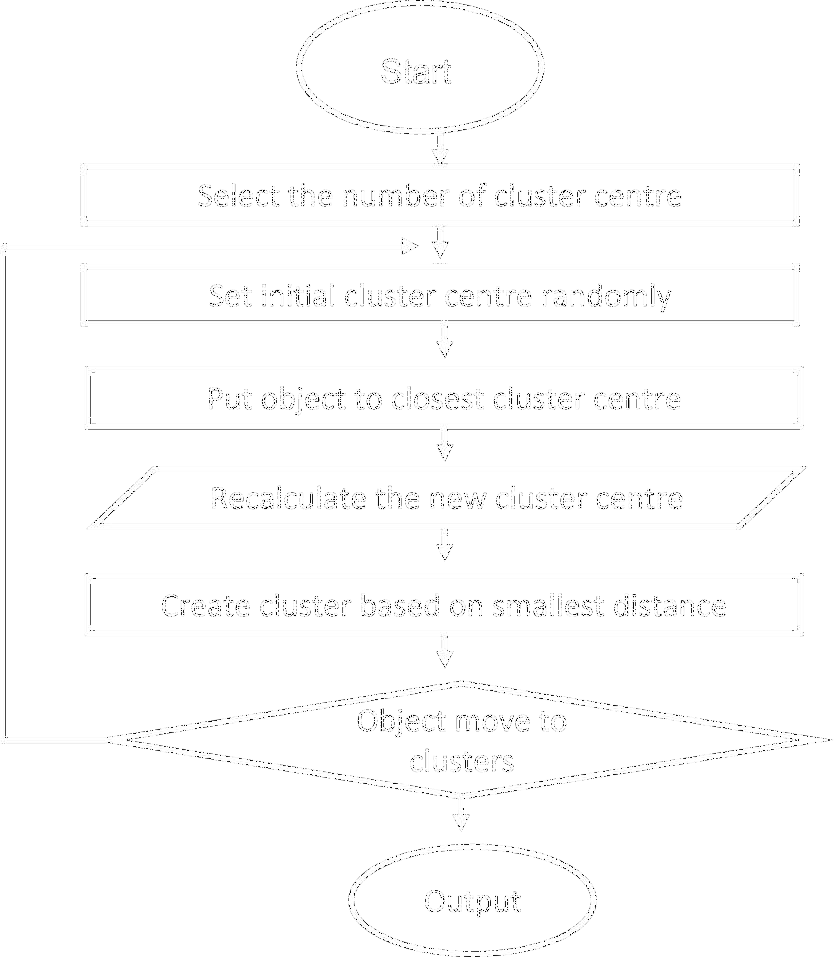 Start
Select the number of cluster centre
Set initial cluster centre randomly
Put object to closest cluster centre
Recalculate the new cluster centre
Create cluster based on smallest distance
Object move to
clusters
Output